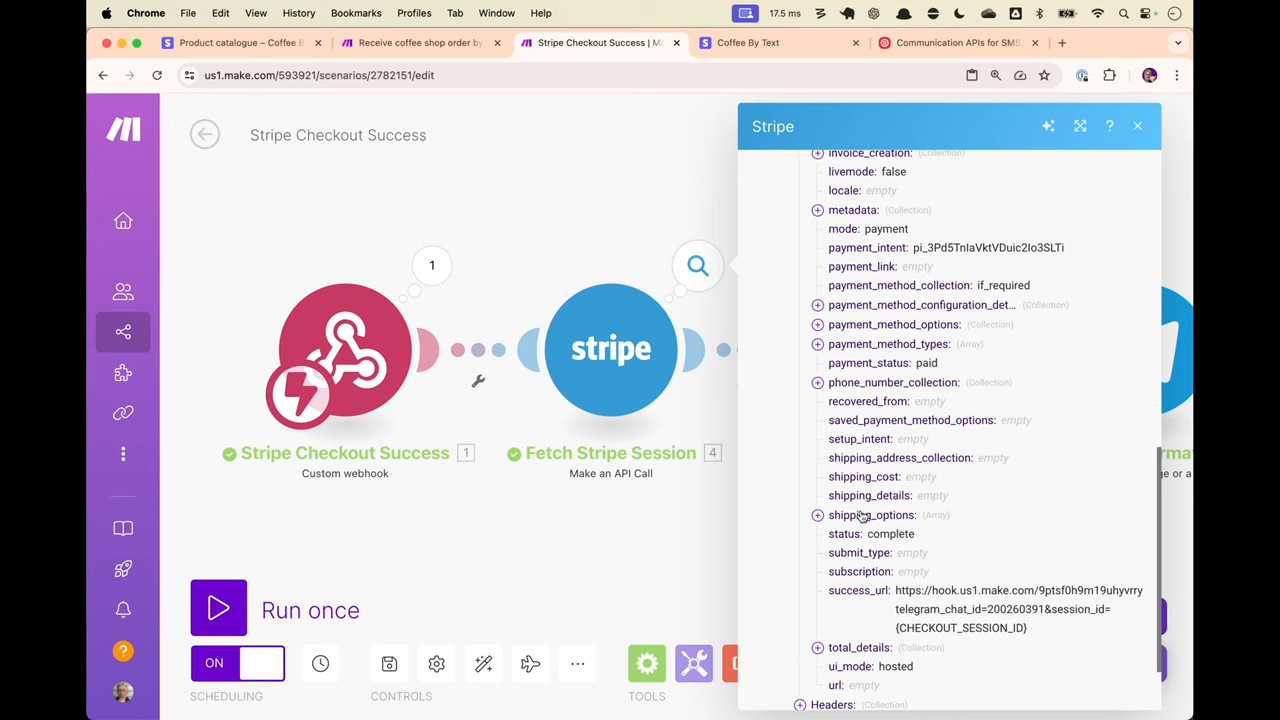 Chrome File Edit View History Bookmarks Profiles Tab Window Help 17.5 ms
Product catalogue – Coffee B
Receive coffee shop order by
Stripe Checkout Success | Ma
Coffee By Text
Communication APIs for SMS
us1.make.com/593921/scenarios/2782151/edit
Stripe Checkout Success
1
stripe
Stripe Checkout Success 1
Custom webhook
Fetch Stripe Session 4
Make an API Call
Run once
ON
SCHEDULING
CONTROLS
TOOLS
Stripe
invoice_creation: (Collection)
livemode: false
locale: empty
metadata: (Collection)
mode: payment
payment_intent: pi_3Pd5TnIaVktVDuic2Io3SLTi
payment_link: empty
payment_method_collection: if_required
payment_method_configuration_det... (Collection)
payment_method_options: (Collection)
payment_method_types: (Array)
payment_status: paid
phone_number_collection: (Collection)
recovered_from: empty
saved_payment_method_options: empty
setup_intent: empty
shipping_address_collection: empty
shipping_cost: empty
shipping_details: empty
shipping_options: (Array)
status: complete
submit_type: empty
subscription: empty
success_url: https://hook.us1.make.com/9ptsf0h9m19uhyvrry
telegram_chat_id=200260391&session_id=
{CHECKOUT_SESSION_ID}
total_details: (Collection)
ui_mode: hosted
url: empty
Headers: (Collection)